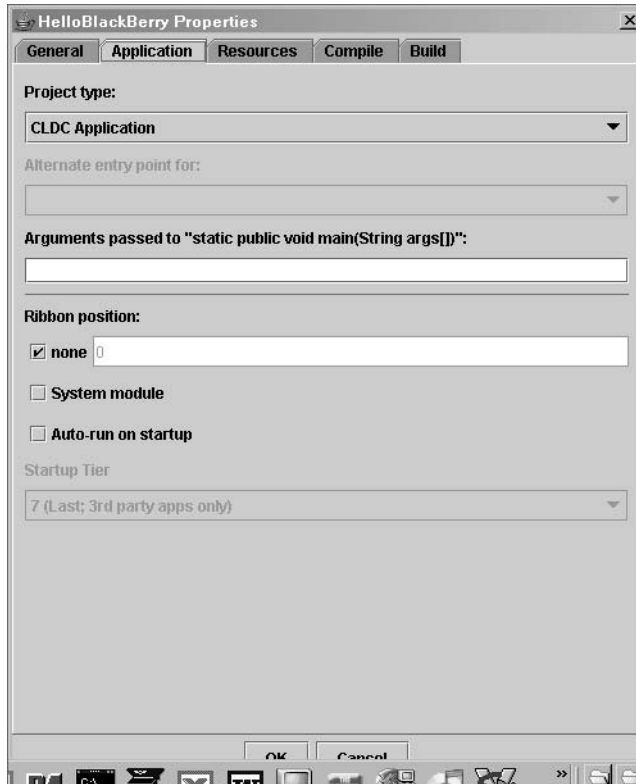 HelloBlackBerry Properties
General Application Resources Compile Build
Project type:
CLDC Application
Alternate entry point for:
Arguments passed to "static public void main(String args[])":
Ribbon position:
none 0
System module
Auto-run on startup
Startup Tier
7 (Last; 3rd party apps only)
OK Cancel